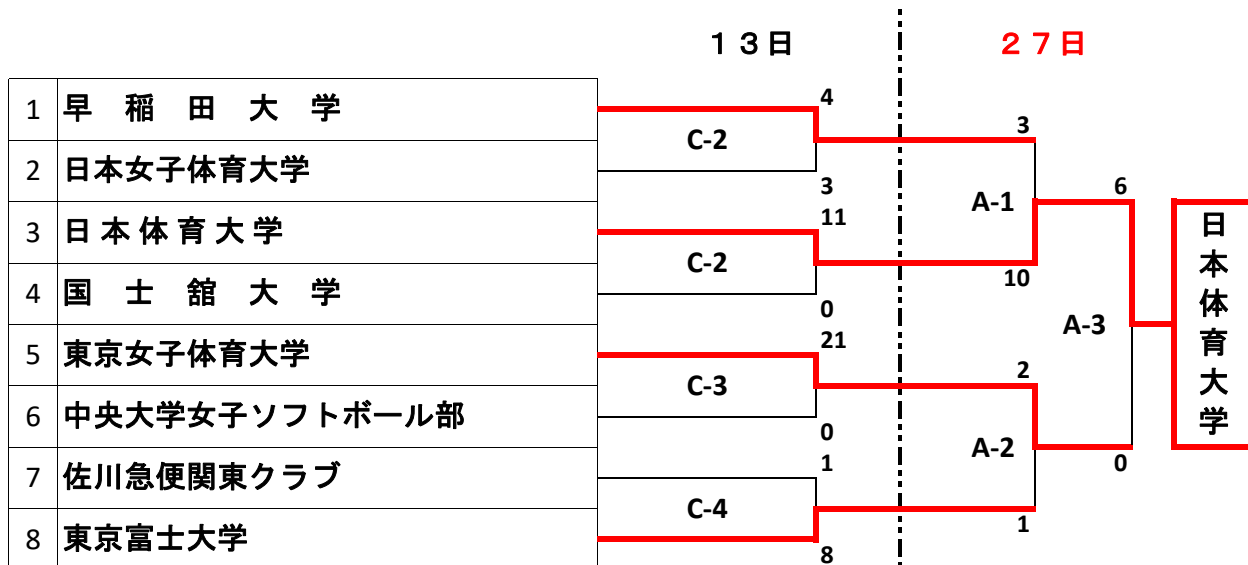 １３日 ２７日
1 早稲田大学
2 日本女子体育大学
3 日本体育大学
4 国士舘大学
5 東京女子体育大学
6 中央大学女子ソフトボール部
7 佐川急便関東クラブ
8 東京富士大学
4
C-2
3
11
C-2
0
21
C-3
0
1
C-4
8
3
A-1
10
2
A-2
1
6
A-3
0
日本体育大学